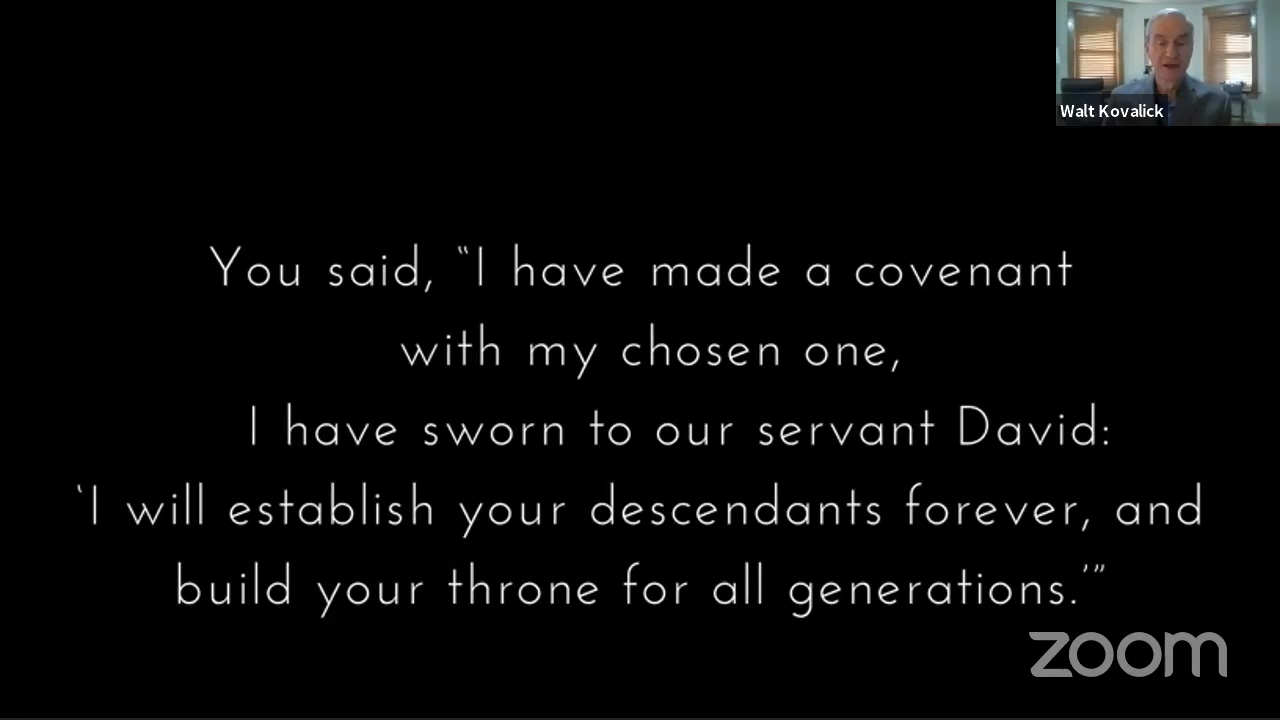 Walt Kovalick
You said, “I have made a covenant
with my chosen one,
I have sworn to our servant David:
‘I will establish your descendants forever, and
build your throne for all generations.’”
zoom